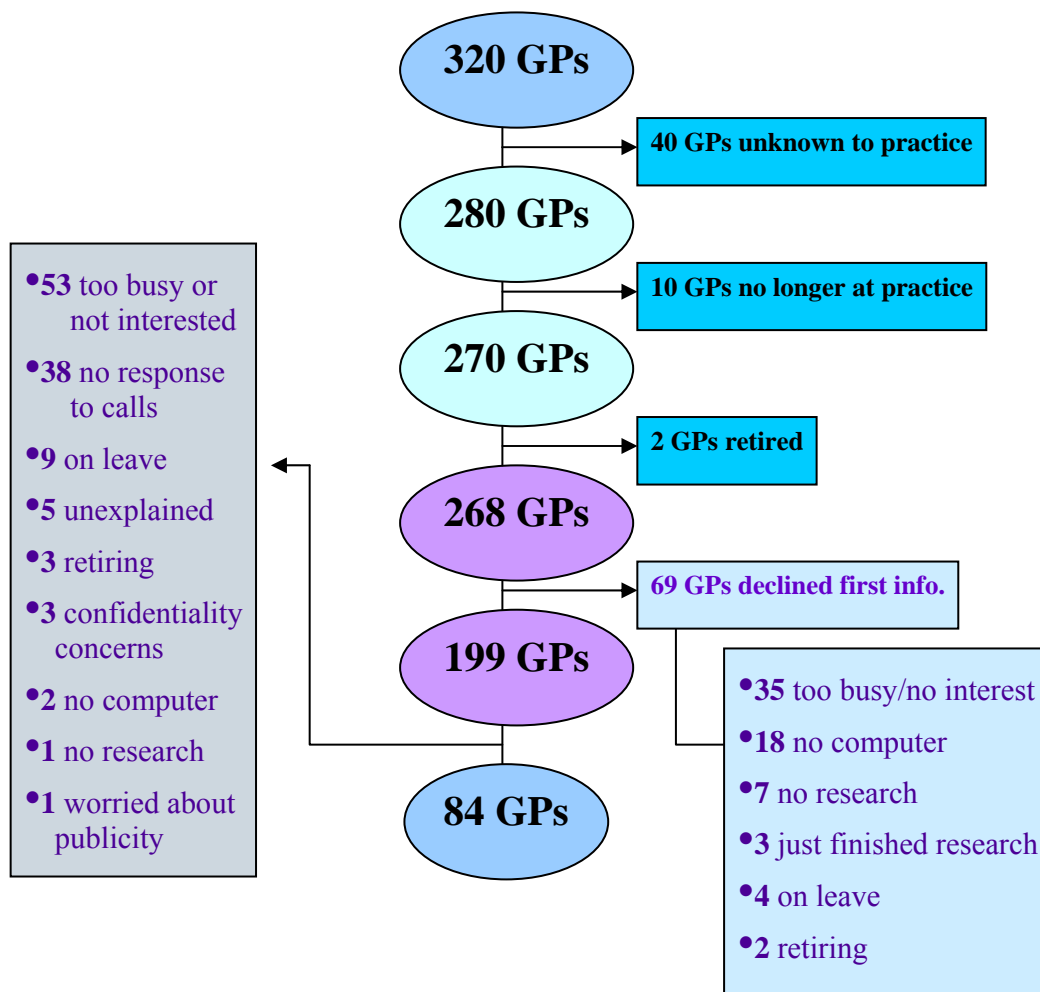 320 GPs
40 GPs unknown to practice
280 GPs
10 GPs no longer at practice
270 GPs
2 GPs retired
268 GPs
69 GPs declined first info.
199 GPs
84 GPs
•53 too busy or
not interested
•38 no response
to calls
•9 on leave
•5 unexplained
•3 retiring
•3 confidentiality
concerns
•2 no computer
•1 no research
•1 worried about
publicity
•35 too busy/no interest
•18 no computer
•7 no research
•3 just finished research
•4 on leave
•2 retiring